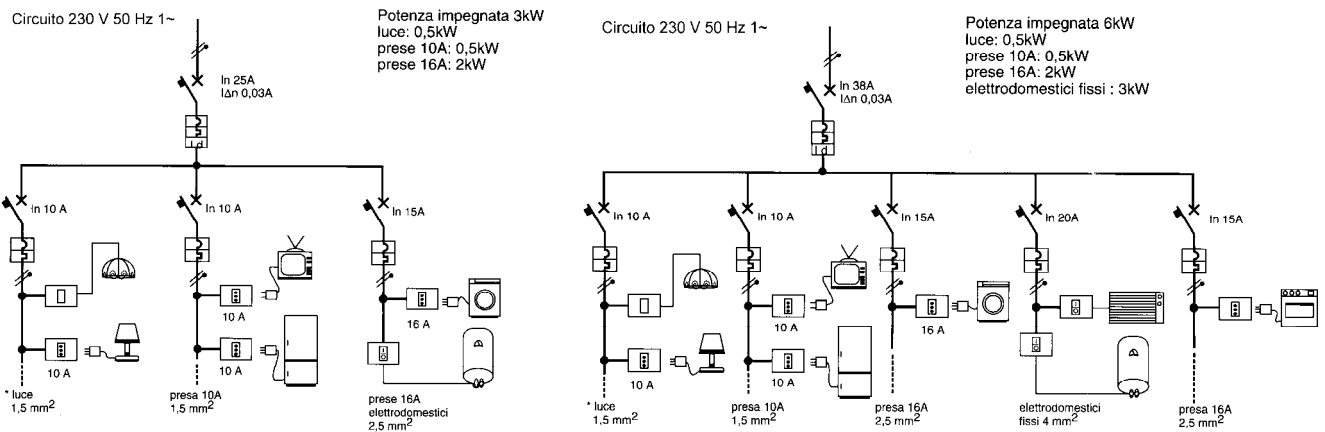 Circuito 230 V 50 Hz 1~
Potenza impegnata 3kW
luce: 0,5kW
prese 10A: 0,5kW
prese 16A: 2kW
In 25A
I∆n 0,03A
I d
In 10 A
In 10 A
In 15A
10 A
16 A
10 A
10 A
* luce
1,5 mm²
presa 10A
1,5 mm²
prese 16A
elettrodomestici
2,5 mm²
Circuito 230 V 50 Hz 1~
Potenza impegnata 6kW
luce: 0,5kW
prese 10A: 0,5kW
prese 16A: 2kW
elettrodomestici fissi : 3kW
In 38A
I∆n 0,03A
I d
In 10 A
In 10 A
In 15A
In 20A
In 15A
10 A
16 A
10 A
10 A
* luce
1,5 mm²
presa 10A
1,5 mm²
presa 16A
2,5 mm²
elettrodomestici
fissi 4 mm²
presa 16A
2,5 mm²